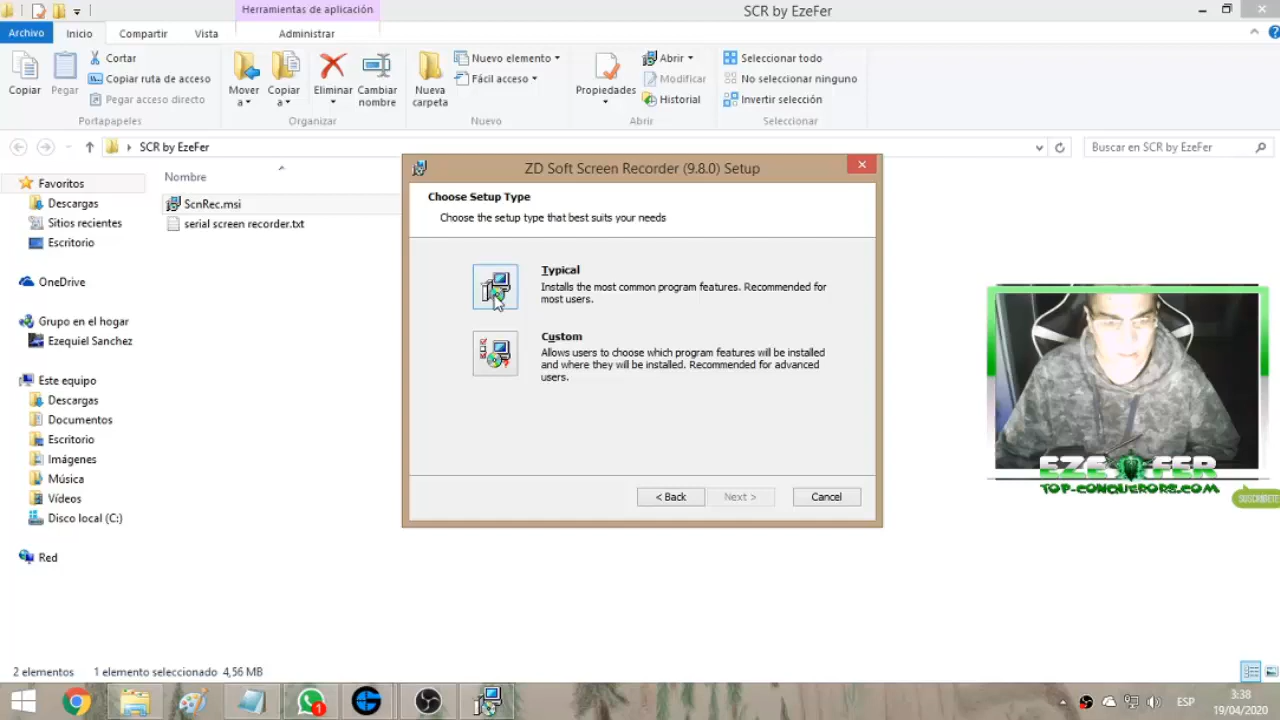 Herramientas de aplicación
SCR by EzeFer
Archivo
Inicio
Compartir
Vista
Administrar
Copiar
Pegar
Cortar
Copiar ruta de acceso
Pegar acceso directo
Portapapeles
Mover a
Copiar a
Eliminar
Cambiar nombre
Organizar
Nueva carpeta
Nuevo elemento
Fácil acceso
Nuevo
Propiedades
Abrir
Modificar
Historial
Abrir
Seleccionar todo
No seleccionar ninguno
Invertir selección
Seleccionar
SCR by EzeFer
Buscar en SCR by EzeFer
Favoritos
Descargas
Sitios recientes
Escritorio
OneDrive
Grupo en el hogar
Ezequiel Sanchez
Este equipo
Descargas
Documentos
Escritorio
Imágenes
Música
Vídeos
Disco local (C:)
Red
Nombre
ScnRec.msi
serial screen recorder.txt
ZD Soft Screen Recorder (9.8.0) Setup
Choose Setup Type
Choose the setup type that best suits your needs
Typical
Installs the most common program features. Recommended for
most users.
Custom
Allows users to choose which program features will be installed
and where they will be installed. Recommended for advanced
users.
< Back
Next >
Cancel
EZEFER
TOP-CONQUERORS.COM
SUSCRIBETE
2 elementos
1 elemento seleccionado 4,56 MB
1
ESP
3:38
19/04/2020